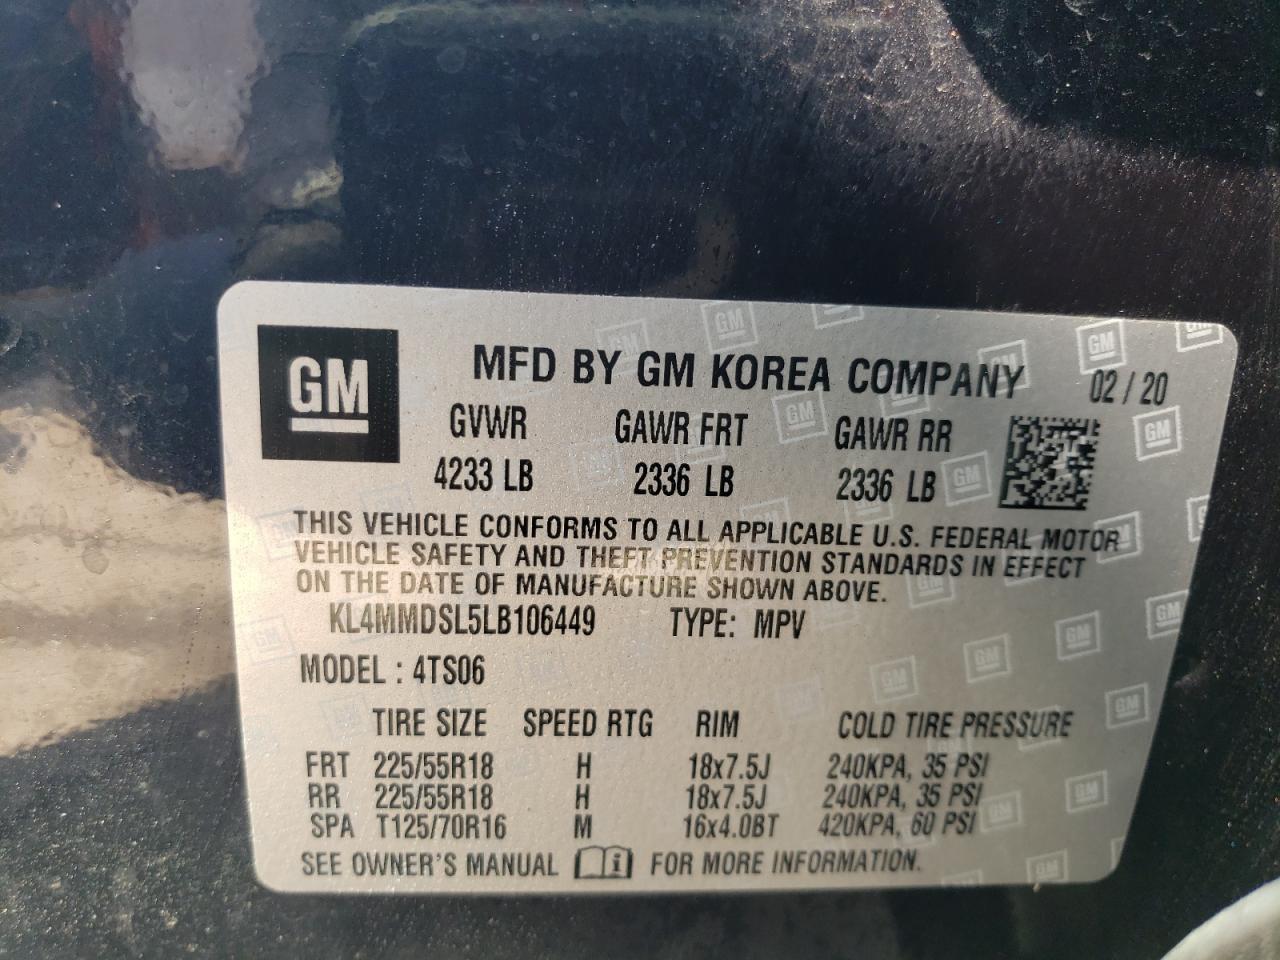 GM
MFD BY GM KOREA COMPANY 02 / 20
GVWR GAWR FRT GAWR RR
4233 LB 2336 LB 2336 LB
THIS VEHICLE CONFORMS TO ALL APPLICABLE U.S. FEDERAL MOTOR
VEHICLE SAFETY AND THEFT PREVENTION STANDARDS IN EFFECT
ON THE DATE OF MANUFACTURE SHOWN ABOVE.
KL4MMDSL5LB106449 TYPE: MPV
MODEL : 4TS06
TIRE SIZE SPEED RTG RIM COLD TIRE PRESSURE
FRT 225/55R18 H 18x7.5J 240KPA, 35 PSI
RR 225/55R18 H 18x7.5J 240KPA, 35 PSI
SPA T125/70R16 M 16x4.0BT 420KPA, 60 PSI
SEE OWNER'S MANUAL i FOR MORE INFORMATION.